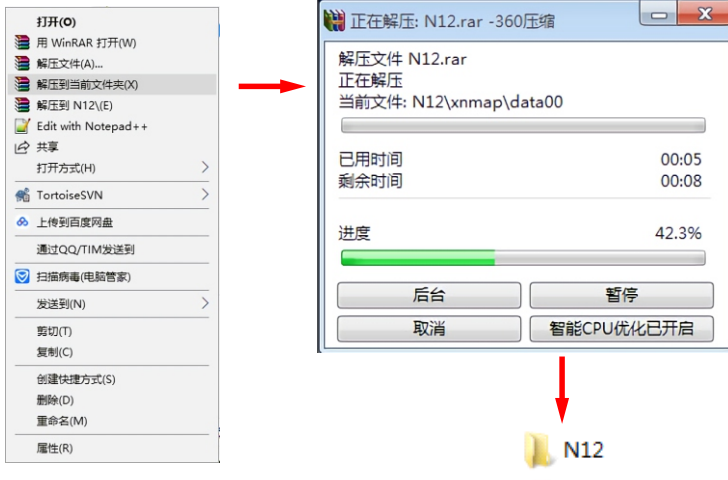 打开(O)
用 WinRAR 打开(W)
解压文件(A)...
解压到当前文件夹(X)
解压到 N12\(E)
Edit with Notepad++
共享
打开方式(H)
TortoiseSVN
上传到百度网盘
通过QQ/TIM发送到
扫描病毒(电脑管家)
发送到(N)
剪切(T)
复制(C)
创建快捷方式(S)
删除(D)
重命名(M)
属性(R)
正在解压: N12.rar -360压缩
解压文件 N12.rar
正在解压
当前文件: N12\xnmap\data00
已用时间 00:05
剩余时间 00:08
进度 42.3%
后台 暂停
取消 智能CPU优化已开启
N12